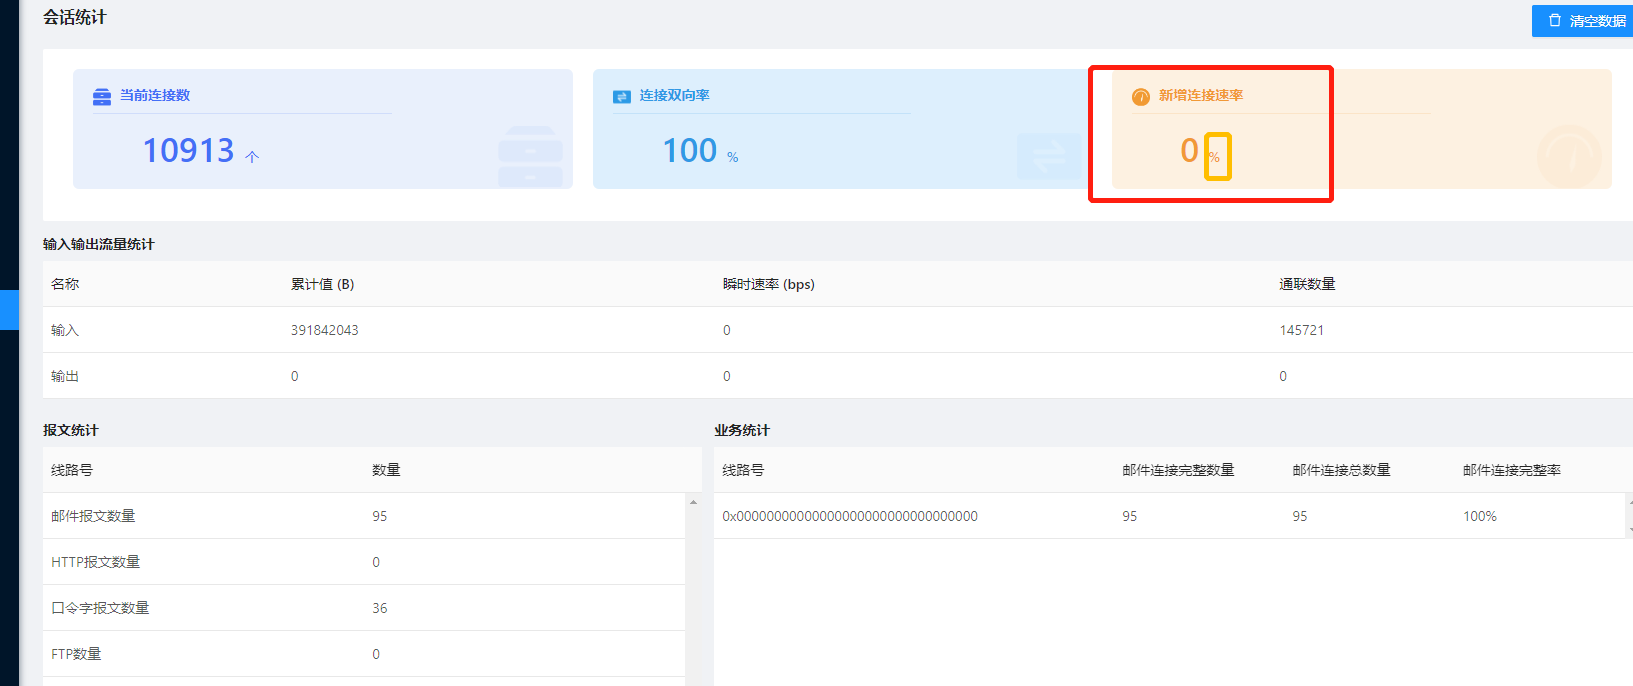 会话统计
清空数据
当前连接数
10913 个
连接双向率
100 %
新增连接速率
0 %
输入输出流量统计
名称 累计值 (B) 瞬时速率 (bps) 通联数量
输入 391842043 0 145721
输出 0 0 0
报文统计
线路号 数量
邮件报文数量 95
HTTP报文数量 0
口令字报文数量 36
FTP数量 0
业务统计
线路号 邮件连接完整数量 邮件连接总数量 邮件连接完整率
0x00000000000000000000000000000000 95 95 100%